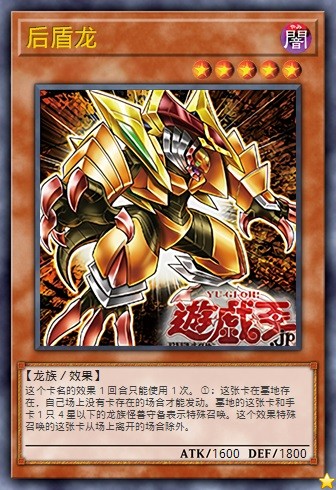 后盾龙
闇
YU-GI-OH!
遊戯王
.JP
【龙族／效果】
这个卡名的效果1回合只能使用1次。①：这张卡在墓地存
在，自己场上没有卡存在的场合才能发动。墓地的这张卡和手
卡1只4星以下的龙族怪兽守备表示特殊召唤。这个效果特殊
召唤的这张卡从场上离开的场合除外。
ATK/1600 DEF/1800